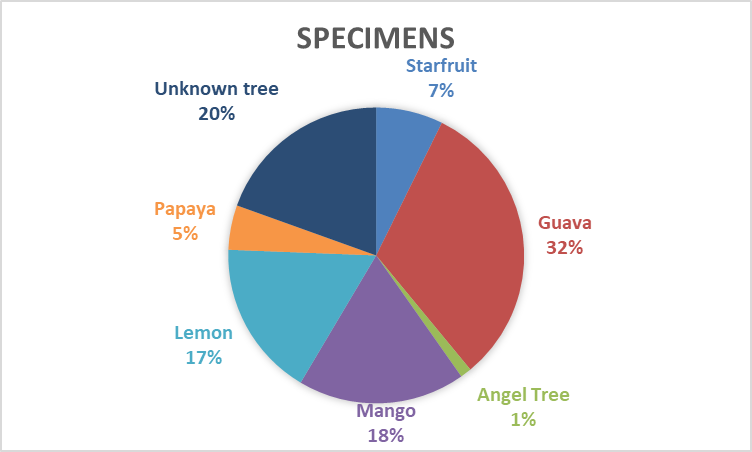 SPECIMENS
Starfruit
7%
Guava
32%
Angel Tree
1%
Mango
18%
Lemon
17%
Papaya
5%
Unknown tree
20%